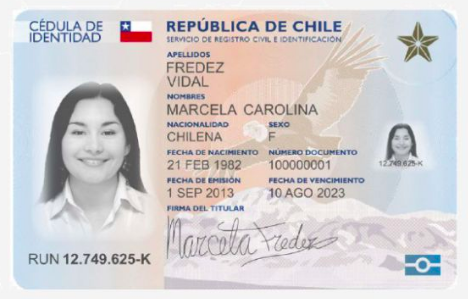 CÉDULA DE
IDENTIDAD
REPÚBLICA DE CHILE
SERVICIO DE REGISTRO CIVIL E IDENTIFICACIÓN
APELLIDOS
FREDEZ
VIDAL
NOMBRES
MARCELA CAROLINA
NACIONALIDAD SEXO
CHILENA F
FECHA DE NACIMIENTO NÚMERO DOCUMENTO
21 FEB 1982 100000001
FECHA DE EMISIÓN FECHA DE VENCIMIENTO
1 SEP 2013 10 AGO 2023
FIRMA DEL TITULAR
Marcela Fredez
RUN 12.749.625-K
12.749.625-K